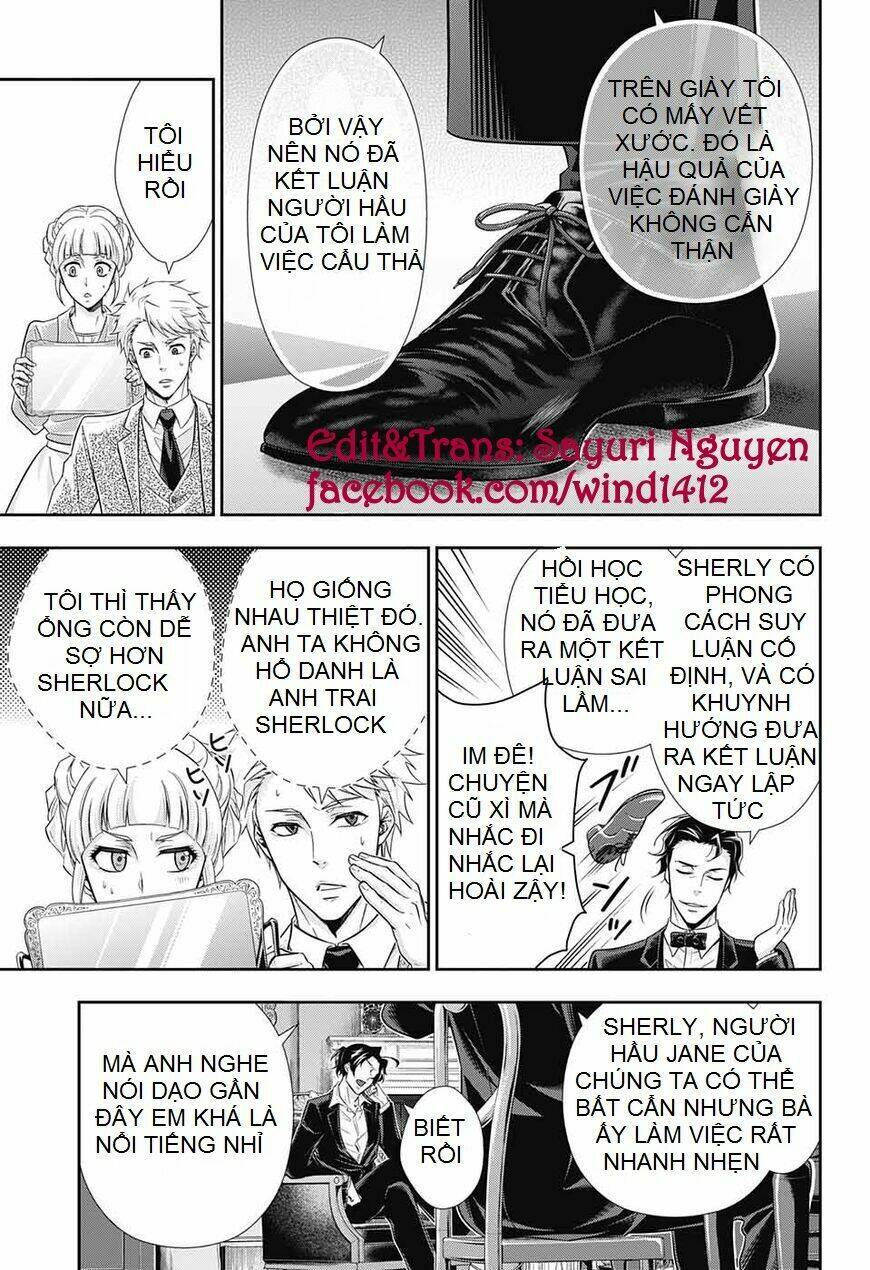 TRÊN GIÀY TÔI
CÓ MẤY VẾT
XƯỚC. ĐÓ LÀ
HẬU QUẢ CỦA
VIỆC ĐÁNH GIÀY
KHÔNG CẨN
THẬN
BỞI VẬY
NÊN NÓ ĐÃ
KẾT LUẬN
NGƯỜI HẦU
CỦA TÔI LÀM
VIỆC CẨU THẢ
TÔI
HIỂU
RỒI
Edit&Trans: Sayuri Nguyen
facebook.com/wind1412
SHERLY CÓ
PHONG
CÁCH SUY
LUẬN CỐ
ĐỊNH, VÀ CÓ
KHUYNH
HƯỚNG ĐƯA
RA KẾT LUẬN
NGAY LẬP
TỨC
HỒI HỌC
TIỂU HỌC,
NÓ ĐÃ ĐƯA
RA MỘT KẾT
LUẬN SAI
LẦM...
IM ĐÊ!
CHUYỆN
CŨ XÌ MÀ
NHẮC ĐI
NHẮC LẠI
HOÀI ZẬY!
HỌ GIỐNG
NHAU THIỆT ĐÓ.
ANH TA KHÔNG
HỔ DANH LÀ
ANH TRAI
SHERLOCK
TÔI THÌ THẤY
ỔNG CÒN DỄ
SỢ HƠN
SHERLOCK
NỮA...
ヒソ
ヒソ
SHERLY, NGƯỜI
HẦU JANE CỦA
CHÚNG TA CÓ THỂ
BẤT CẨN NHƯNG BÀ
ẤY LÀM VIỆC RẤT
NHANH NHẸN
BIẾT
RỒI
MÀ ANH NGHE
NÓI DẠO GẦN
ĐÂY EM KHÁ LÀ
NỔI TIẾNG NHỈ